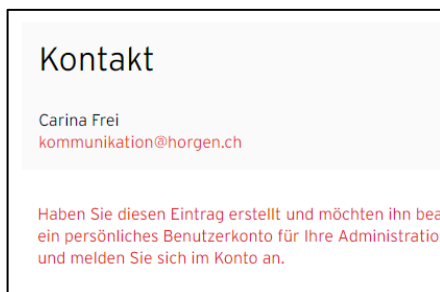 Kontakt
Carina Frei
kommunikation@horgen.ch
Haben Sie diesen Eintrag erstellt und möchten ihn bea
ein persönliches Benutzerkonto für Ihre Administratio
und melden Sie sich im Konto an.